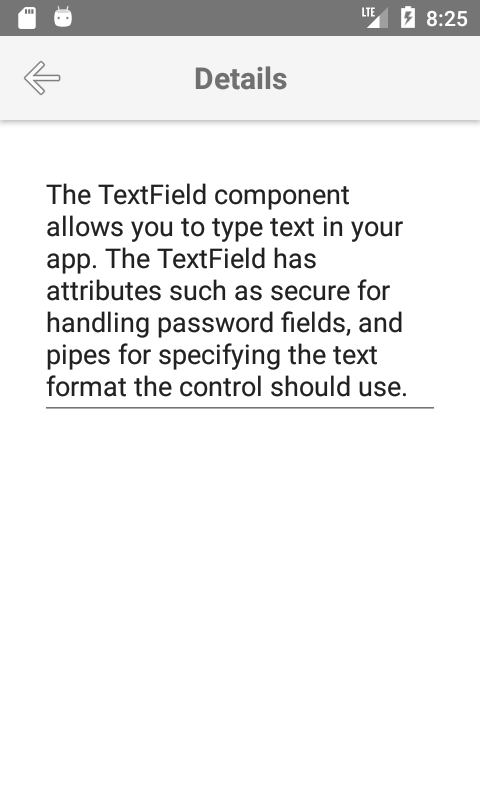 LTE 8:25
Details
The TextField component
allows you to type text in your
app. The TextField has
attributes such as secure for
handling password fields, and
pipes for specifying the text
format the control should use.